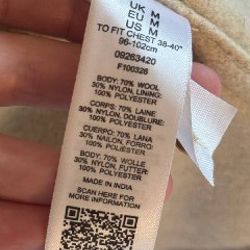 UK M
EU M
US M
TO FIT CHEST 38-40"
96-102cm
09263420
F100326
BODY: 70% WOOL
30% NYLON, LINING:
100% POLYESTER
CORPS: 70% LAINE
30% NYLON, DOUBLURE:
100% POLYESTER
CUERPO: 70% LANA
30% NAILON, FORRO:
100% POLIESTER
BODY: 70% WOLLE
30% NYLON, FUTTER:
100% POLYESTER
MADE IN INDIA
SCAN HERE FOR
MORE INFORMATION